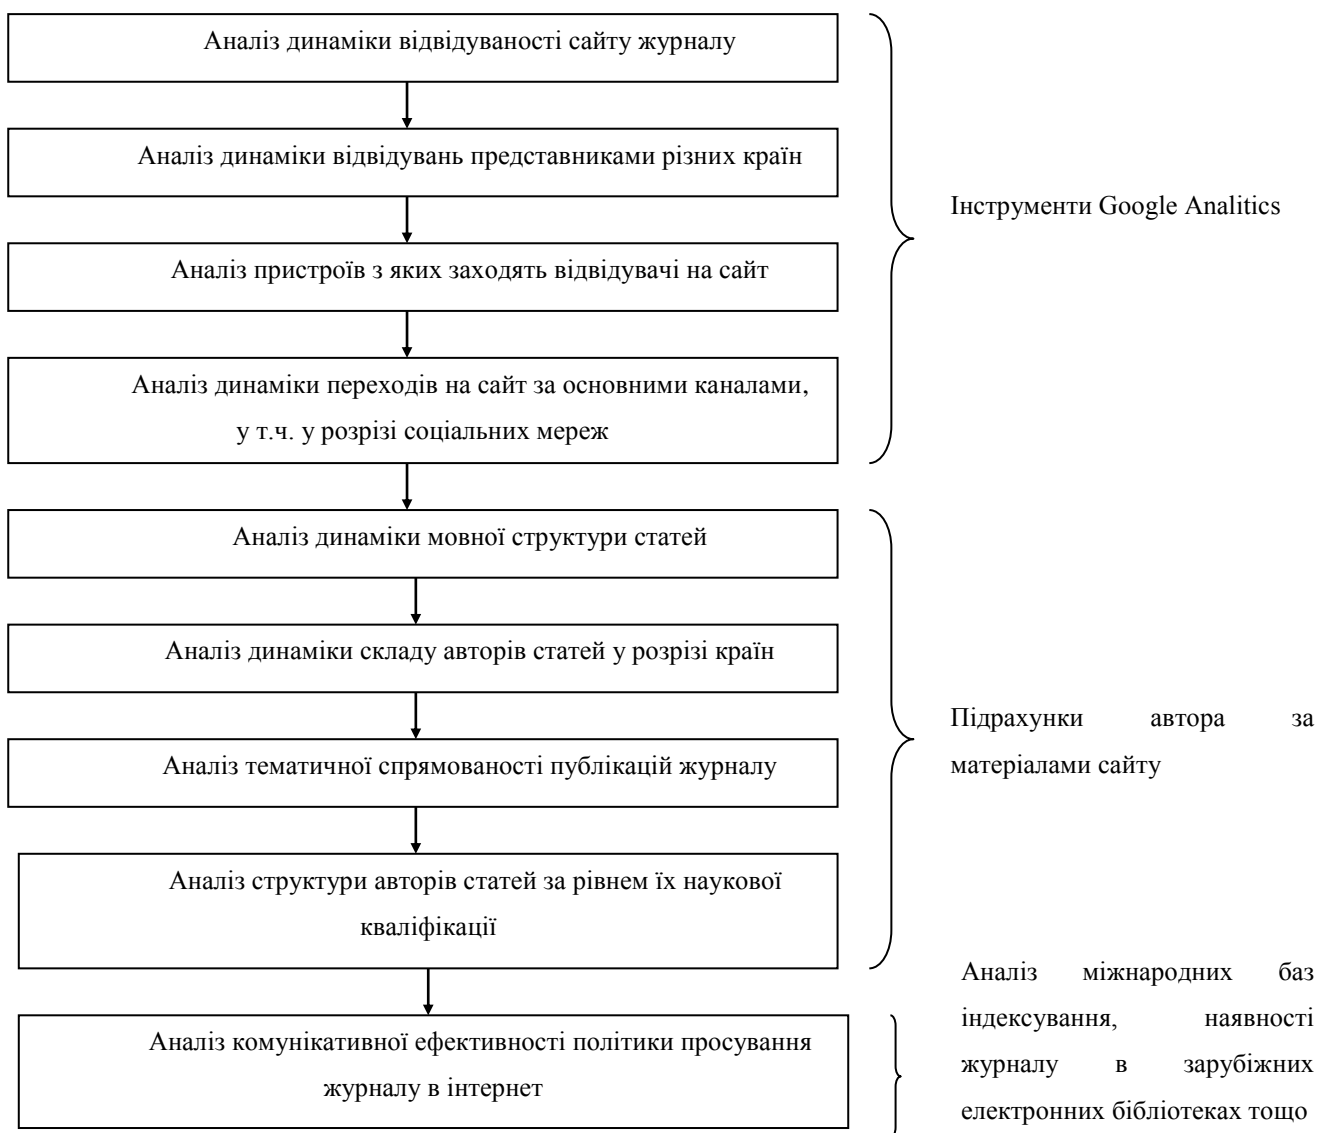 Аналіз динаміки відвідуваності сайту журналу
Аналіз динаміки відвідувань представниками різних країн
Аналіз пристроїв з яких заходять відвідувачі на сайт
Аналіз динаміки переходів на сайт за основними каналами,
у т.ч. у розрізі соціальних мереж
Інструменти Google Analitics
Аналіз динаміки мовної структури статей
Аналіз динаміки складу авторів статей у розрізі країн
Аналіз тематичної спрямованості публікацій журналу
Аналіз структури авторів статей за рівнем їх наукової
кваліфікації
Підрахунки автора за
матеріалами сайту
Аналіз комунікативної ефективності політики просування
журналу в інтернет
Аналіз міжнародних баз
індексування, наявності
журналу в зарубіжних
електронних бібліотеках тощо